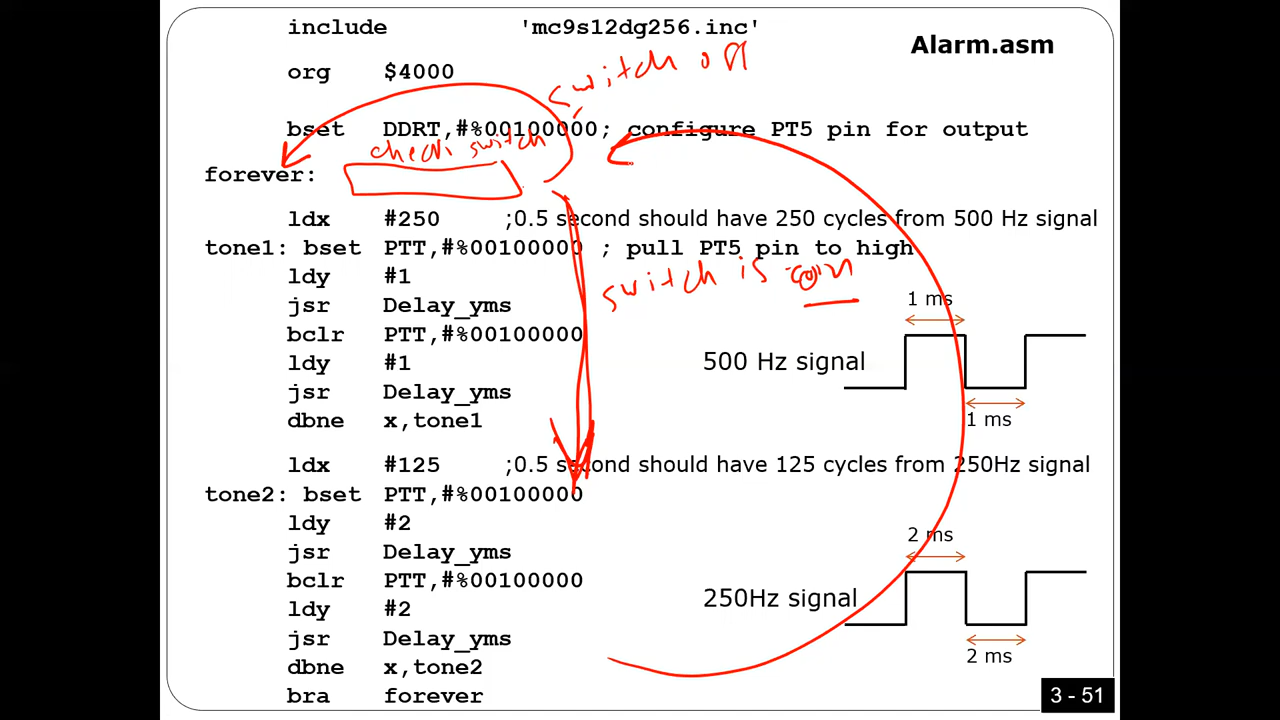 include 'mc9s12dg256.inc'
Alarm.asm
org $4000
switch off
bset DDRT,#%00100000; configure PT5 pin for output
check switch
forever:
ldx #250 ;0.5 second should have 250 cycles from 500 Hz signal
tone1: bset PTT,#%00100000 ; pull PT5 pin to high
ldy #1
switch is on
jsr Delay_yms
1 ms
bclr PTT,#%00100000
ldy #1
500 Hz signal
jsr Delay_yms
1 ms
dbne x,tone1
ldx #125 ;0.5 second should have 125 cycles from 250Hz signal
tone2: bset PTT,#%00100000
ldy #2
2 ms
jsr Delay_yms
bclr PTT,#%00100000
250Hz signal
ldy #2
jsr Delay_yms
2 ms
dbne x,tone2
bra forever
3 - 51